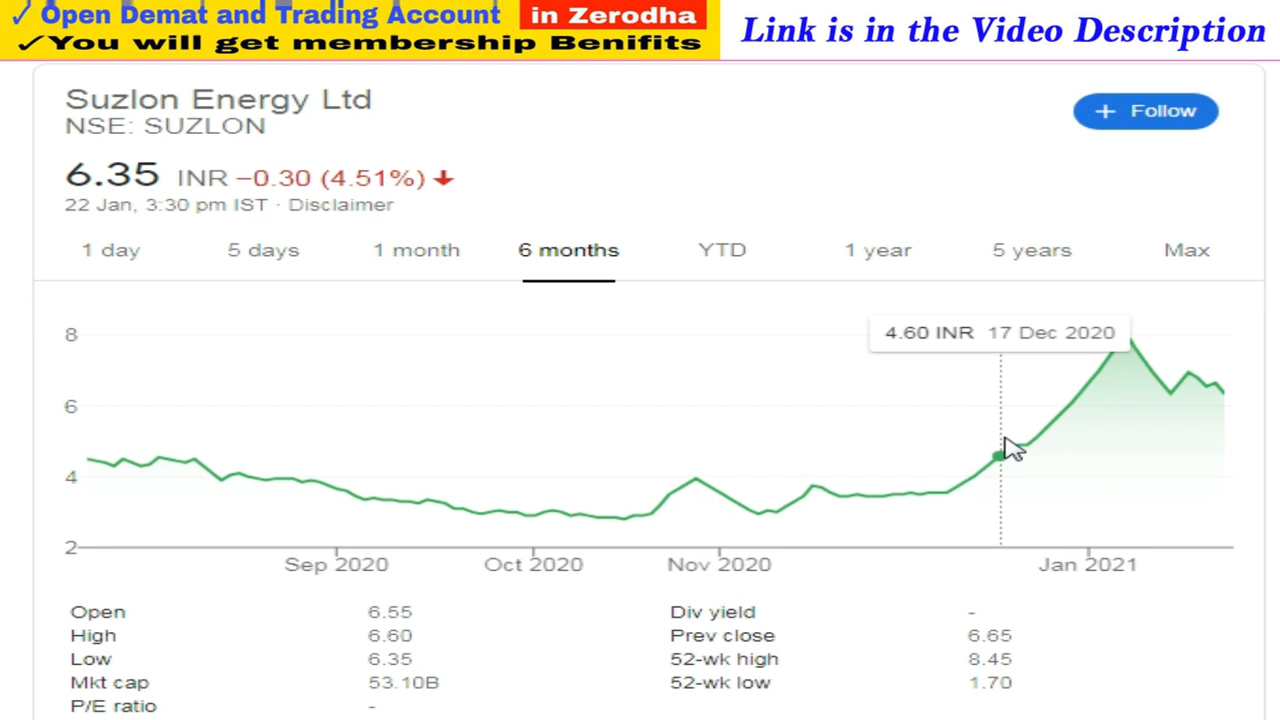 ✓ Open Demat and Trading Account in Zerodha
✓You will get membership Benifits
Link is in the Video Description
Suzlon Energy Ltd
NSE: SUZLON
+ Follow
6.35 INR −0.30 (4.51%) ↓
22 Jan, 3:30 pm IST · Disclaimer
1 day 5 days 1 month 6 months YTD 1 year 5 years Max
4.60 INR 17 Dec 2020
8
6
4
2
Sep 2020 Oct 2020 Nov 2020 Jan 2021
Open 6.55 Div yield -
High 6.60 Prev close 6.65
Low 6.35 52-wk high 8.45
Mkt cap 53.10B 52-wk low 1.70
P/E ratio -